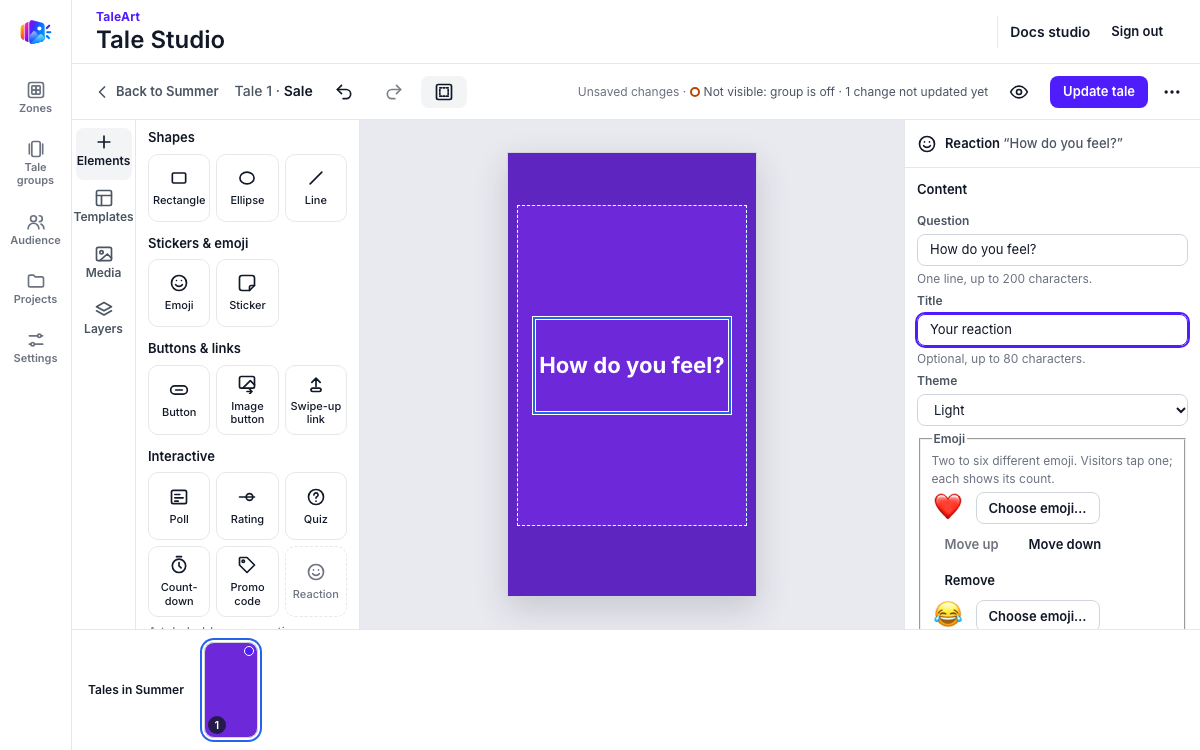 TaleArt
Tale Studio
Docs studio
Sign out
Back to Summer
Tale 1 · Sale
Unsaved changes · Not visible: group is off · 1 change not updated yet
Update tale
Zones
Tale
groups
Audience
Projects
Settings
Elements
Templates
Media
Layers
Shapes
Rectangle
Ellipse
Line
Stickers & emoji
Emoji
Sticker
Buttons & links
Button
Image
button
Swipe-up
link
Interactive
Poll
Rating
Quiz
Count-
down
Promo
code
Reaction
How do you feel?
Reaction “How do you feel?”
Content
Question
How do you feel?
One line, up to 200 characters.
Title
Your reaction
Optional, up to 80 characters.
Theme
Light
Emoji
Two to six different emoji. Visitors tap one;
each shows its count.
Choose emoji...
Move up
Move down
Remove
Choose emoji...
Tales in Summer
1